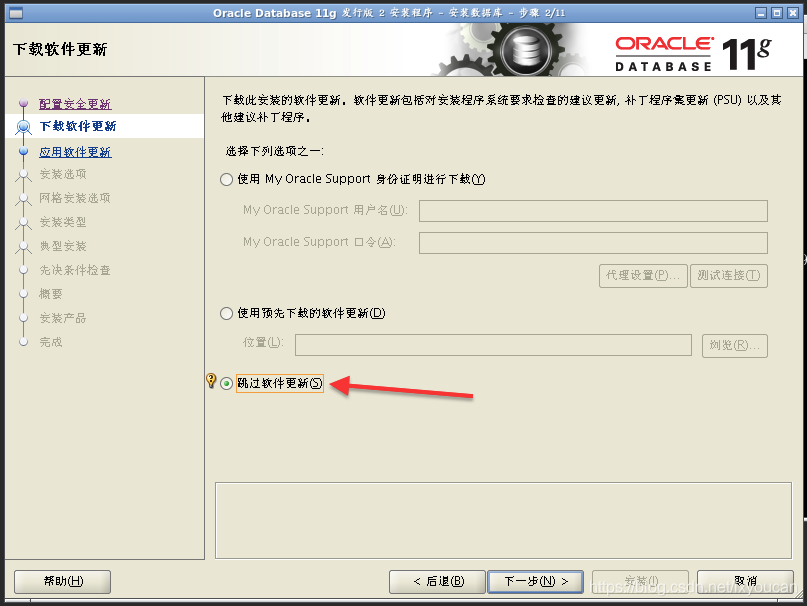 Oracle Database 11g 发行版 2 安装程序 - 安装数据库 - 步骤 2/11
下载软件更新
ORACLE
DATABASE 11g
配置安全更新
下载软件更新
应用软件更新
安装选项
网格安装选项
安装类型
典型安装
先决条件检查
概要
安装产品
完成
下载此安装的软件更新。软件更新包括对安装程序系统要求检查的建议更新, 补丁程序集更新 (PSU) 以及其
他建议补丁程序。
选择下列选项之一:
使用 My Oracle Support 身份证明进行下载(Y)
My Oracle Support 用户名(U):
My Oracle Support 口令(A):
代理设置(P)... 测试连接(T)
使用预先下载的软件更新(D)
位置(L): 浏览(R)...
跳过软件更新(S)
帮助(H) < 后退(B) 下一步(N) > 安装(I) 取消